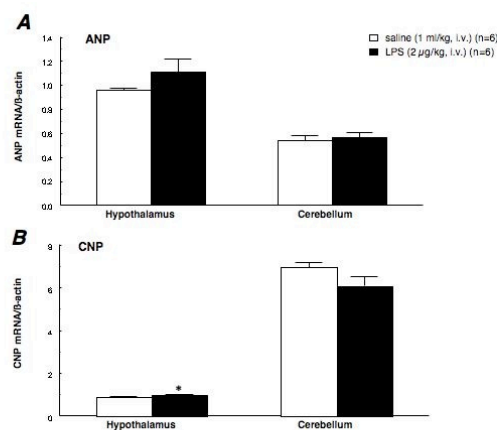 A
ANP
saline (1 ml/kg, i.v.) (n=6)
LPS (2 µg/kg, i.v.) (n=6)
ANP mRNA/ß-actin
1.4
1.2
1.0
0.8
0.6
0.4
0.2
0.0
Hypothalamus
Cerebellum
B
CNP
CNP mRNA/ß-actin
8
6
4
2
0
*
Hypothalamus
Cerebellum